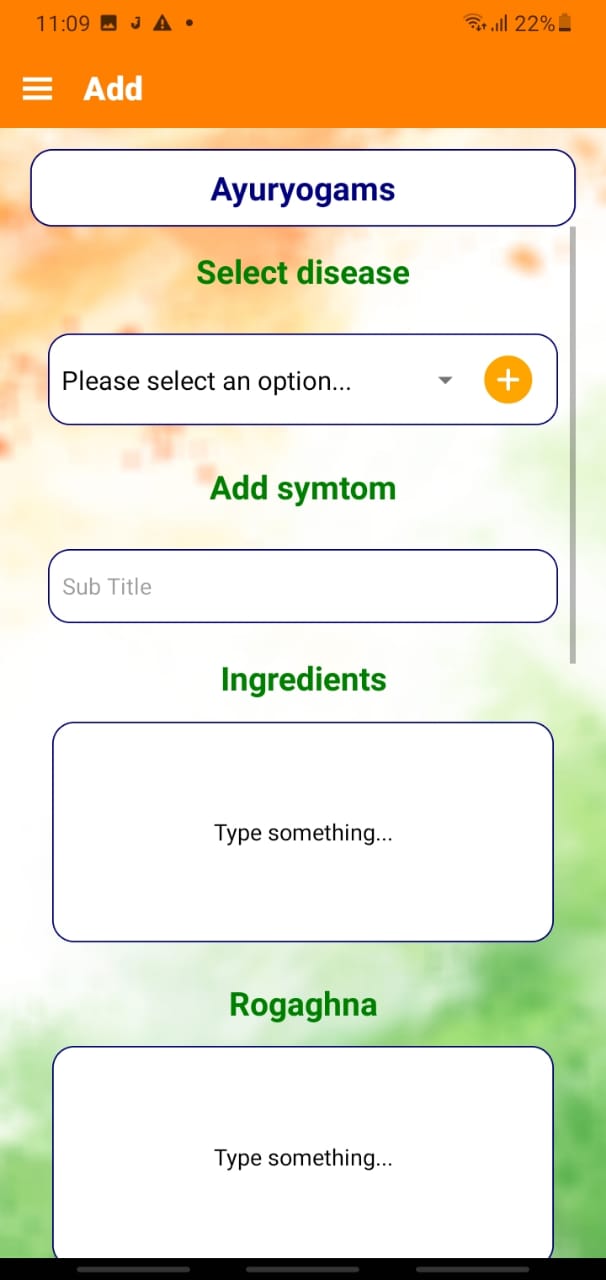 11:09 J 22%
Add
Ayuryogams
Select disease
Please select an option...
Add symtom
Sub Title
Ingredients
Type something...
Rogaghna
Type something...